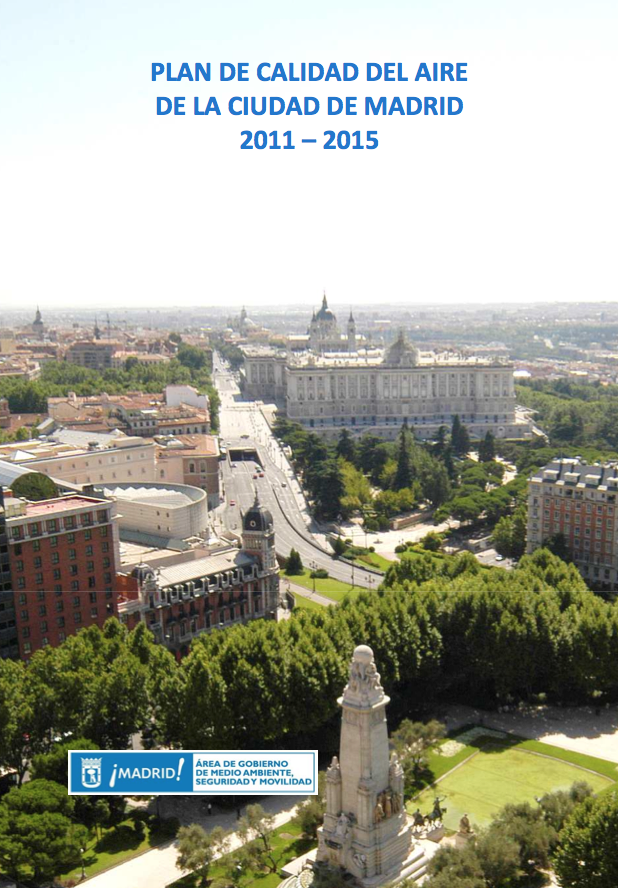 PLAN DE CALIDAD DEL AIRE
DE LA CIUDAD DE MADRID
2011 – 2015
¡MADRID!
ÁREA DE GOBIERNO
DE MEDIO AMBIENTE,
SEGURIDAD Y MOVILIDAD